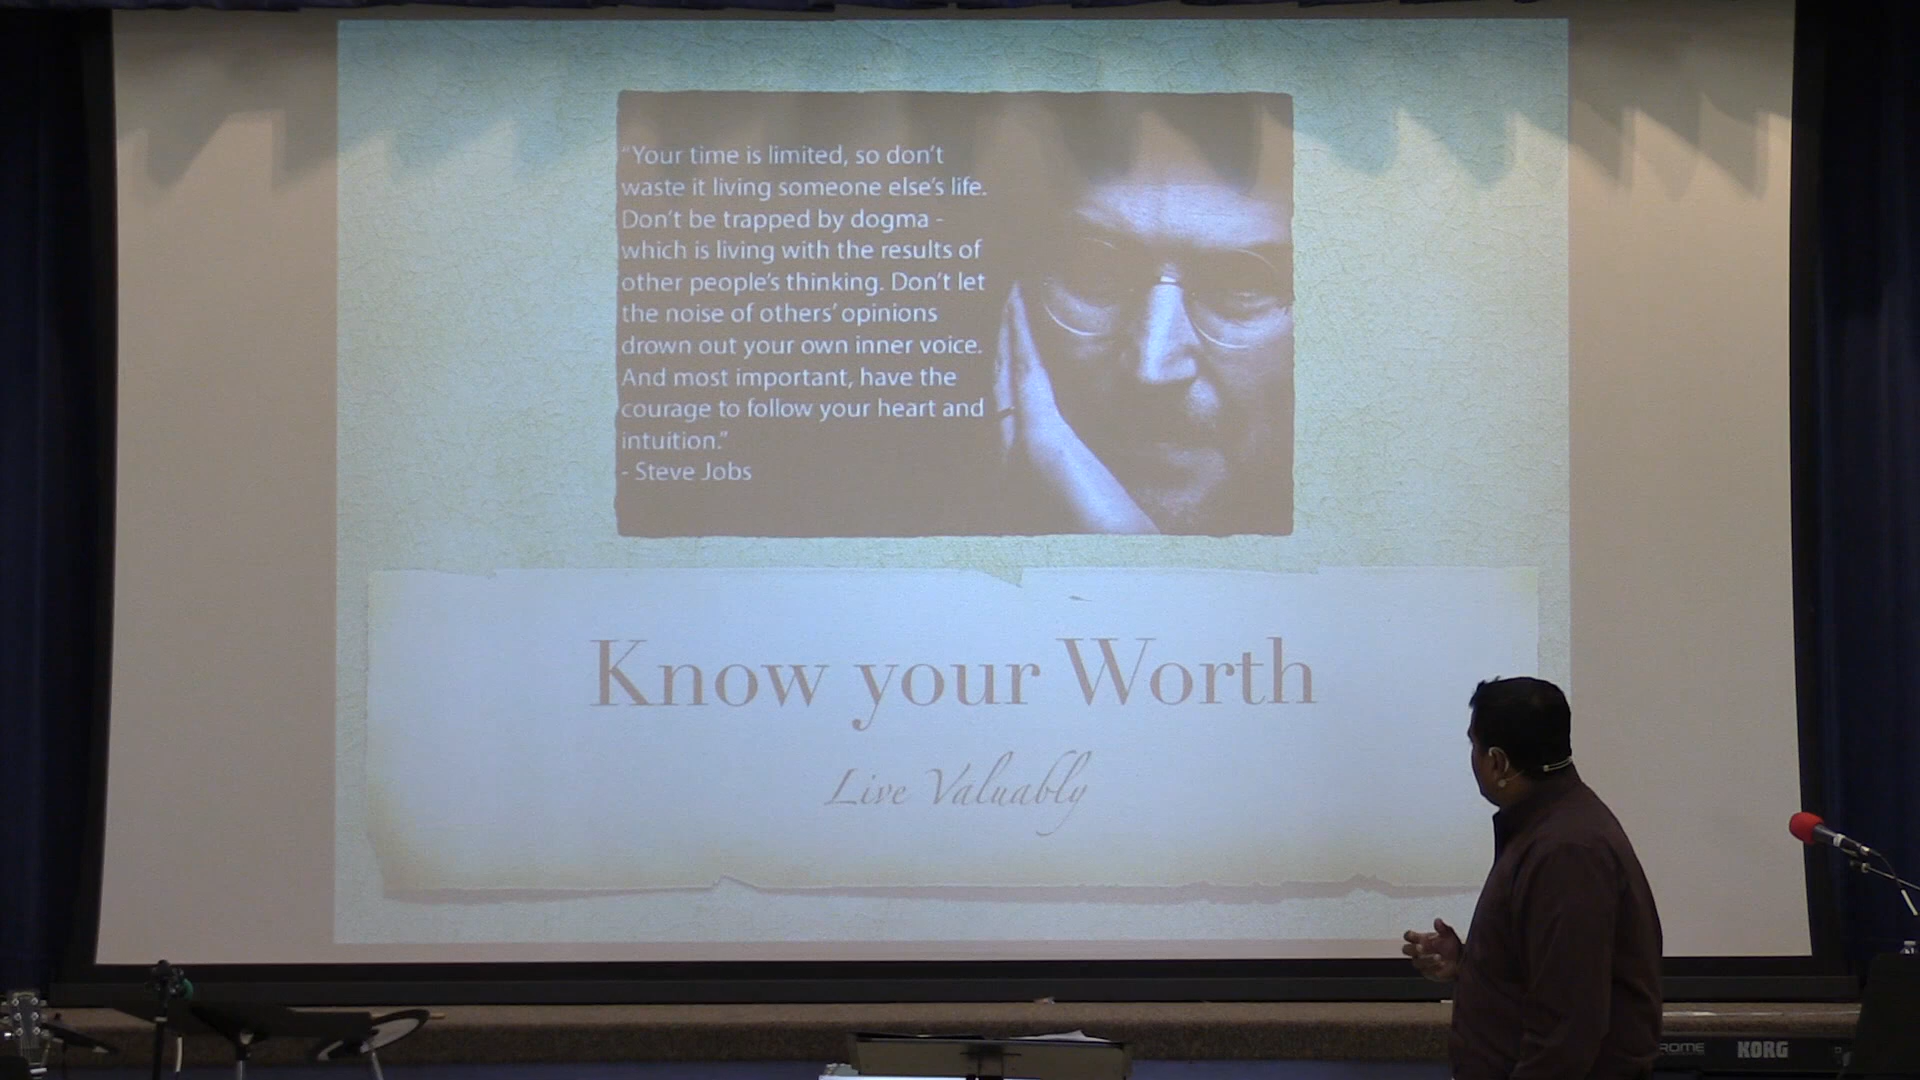 “Your time is limited, so don’t
waste it living someone else’s life.
Don’t be trapped by dogma -
which is living with the results of
other people’s thinking. Don’t let
the noise of others’ opinions
drown out your own inner voice.
And most important, have the
courage to follow your heart and
intuition.”
- Steve Jobs
Know your Worth
Live Valuably
KORG